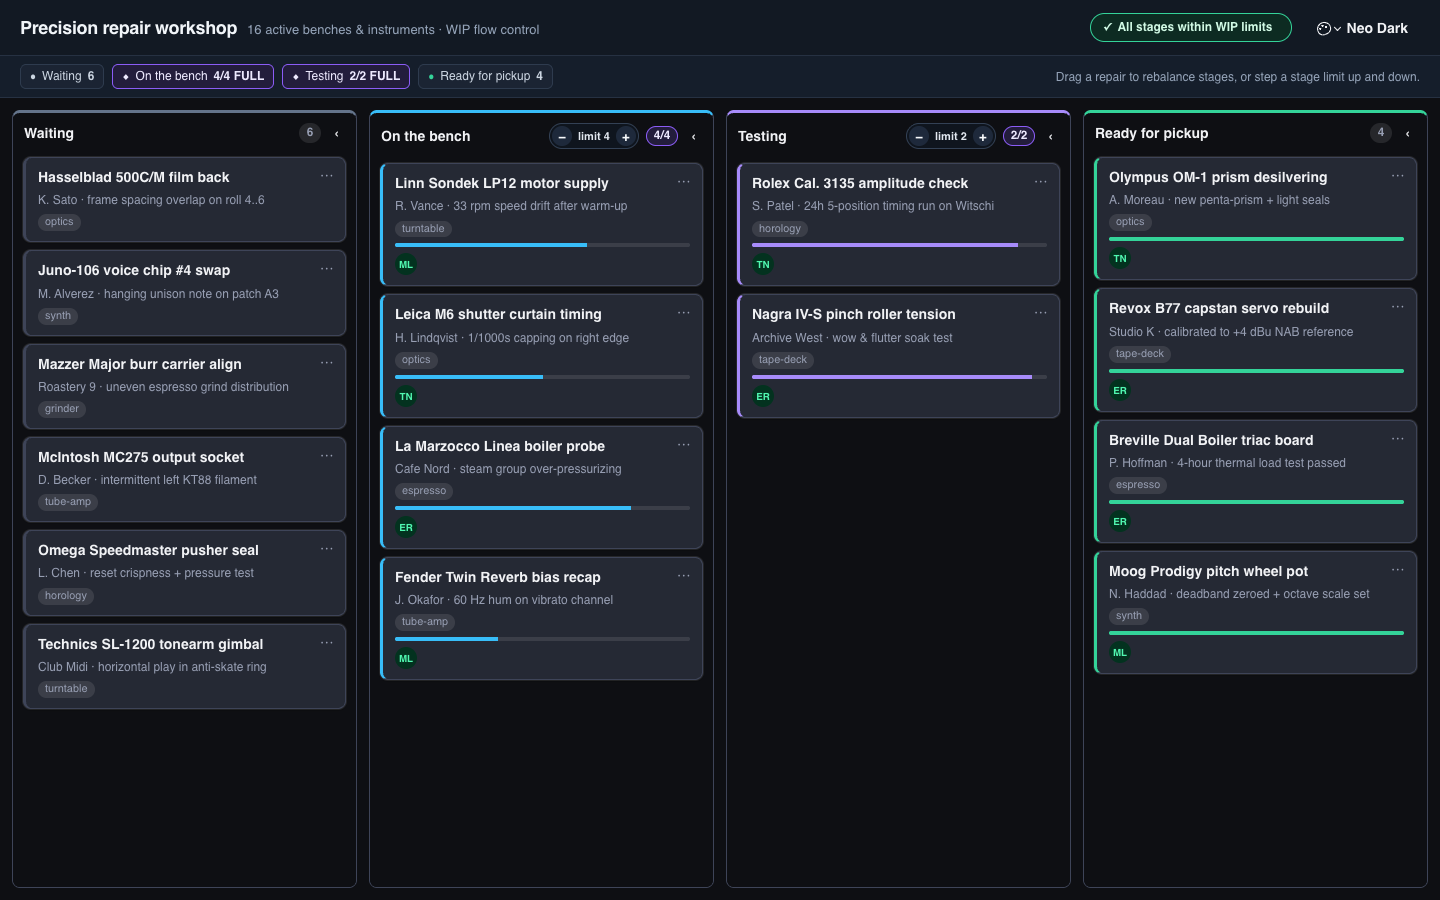 Precision repair workshop 16 active benches & instruments · WIP flow control
✓ All stages within WIP limits
Neo Dark
Waiting 6
On the bench 4/4 FULL
Testing 2/2 FULL
Ready for pickup 4
Drag a repair to rebalance stages, or step a stage limit up and down.
Waiting 6
Hasselblad 500C/M film back
K. Sato · frame spacing overlap on roll 4..6
optics
Juno-106 voice chip #4 swap
M. Alverez · hanging unison note on patch A3
synth
Mazzer Major burr carrier align
Roastery 9 · uneven espresso grind distribution
grinder
McIntosh MC275 output socket
D. Becker · intermittent left KT88 filament
tube-amp
Omega Speedmaster pusher seal
L. Chen · reset crispness + pressure test
horology
Technics SL-1200 tonearm gimbal
Club Midi · horizontal play in anti-skate ring
turntable
On the bench − limit 4 + 4/4
Linn Sondek LP12 motor supply
R. Vance · 33 rpm speed drift after warm-up
turntable
ML
Leica M6 shutter curtain timing
H. Lindqvist · 1/1000s capping on right edge
optics
TN
La Marzocco Linea boiler probe
Cafe Nord · steam group over-pressurizing
espresso
ER
Fender Twin Reverb bias recap
J. Okafor · 60 Hz hum on vibrato channel
tube-amp
ML
Testing − limit 2 + 2/2
Rolex Cal. 3135 amplitude check
S. Patel · 24h 5-position timing run on Witschi
horology
TN
Nagra IV-S pinch roller tension
Archive West · wow & flutter soak test
tape-deck
ER
Ready for pickup 4
Olympus OM-1 prism desilvering
A. Moreau · new penta-prism + light seals
optics
TN
Revox B77 capstan servo rebuild
Studio K · calibrated to +4 dBu NAB reference
tape-deck
ER
Breville Dual Boiler triac board
P. Hoffman · 4-hour thermal load test passed
espresso
ER
Moog Prodigy pitch wheel pot
N. Haddad · deadband zeroed + octave scale set
synth
ML